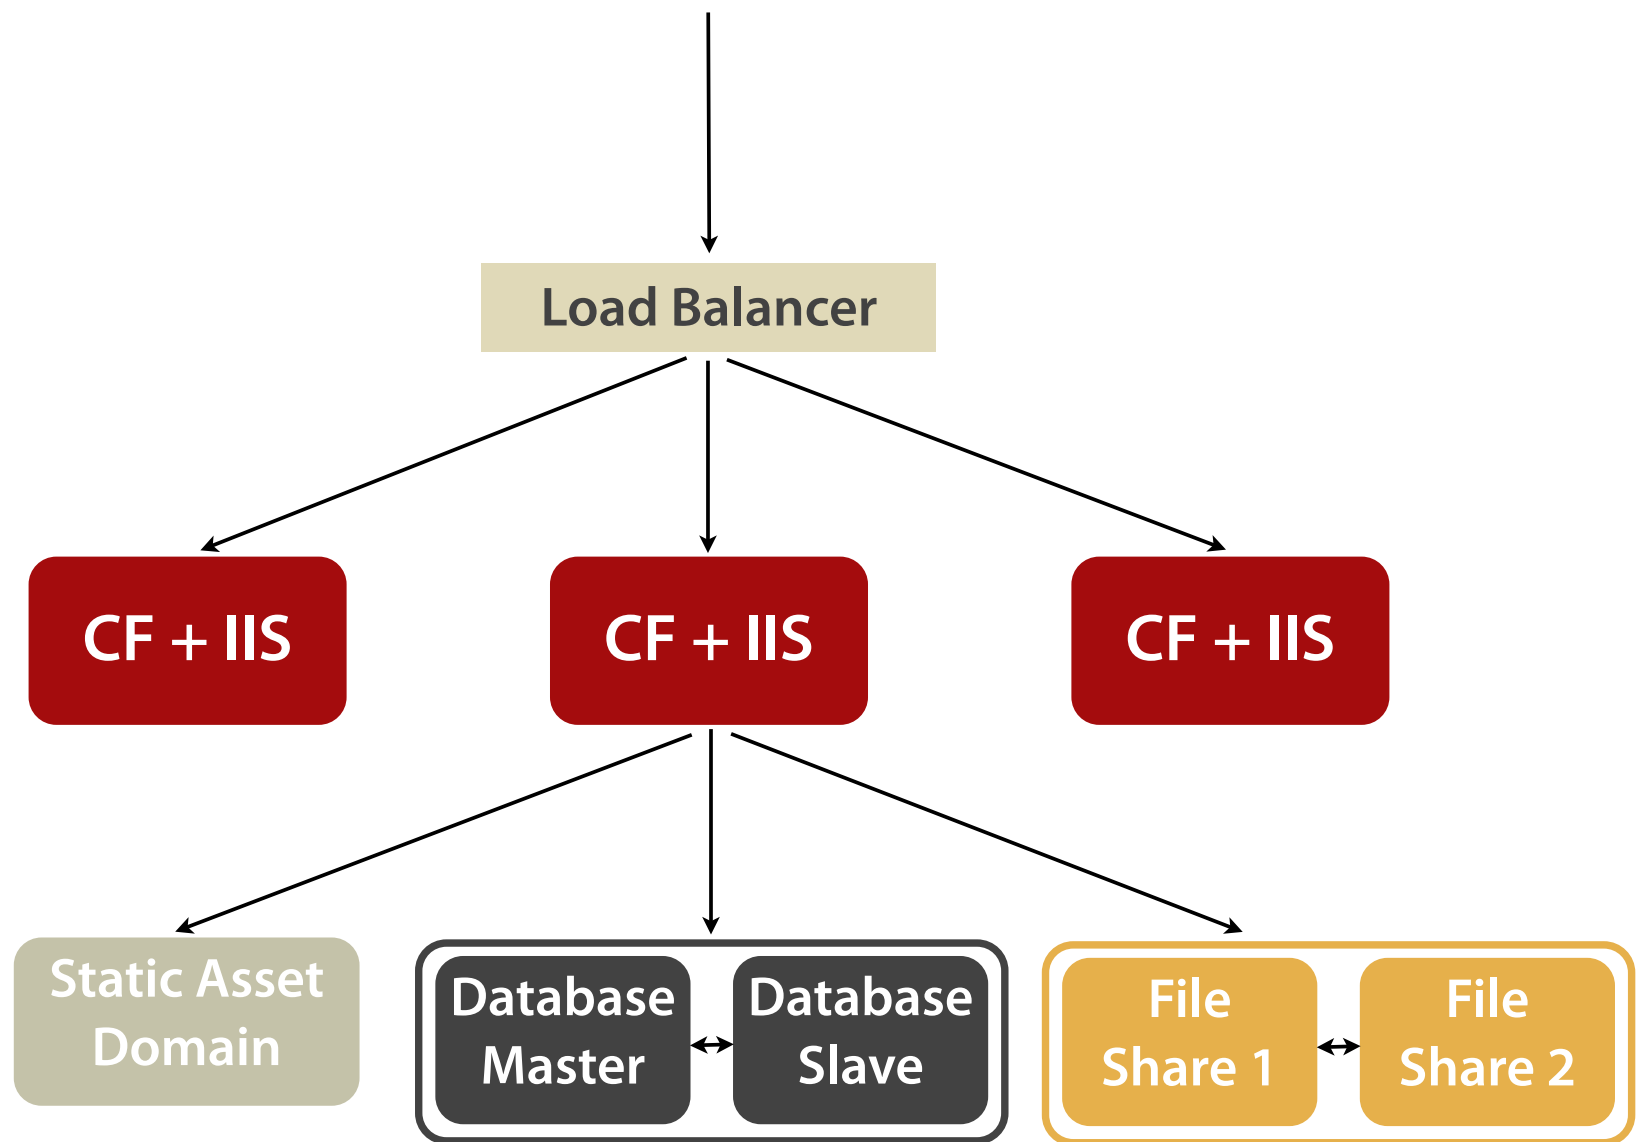 Load Balancer
CF + IIS
CF + IIS
CF + IIS
Static Asset
Domain
Database
Master
Database
Slave
File
Share 1
File
Share 2